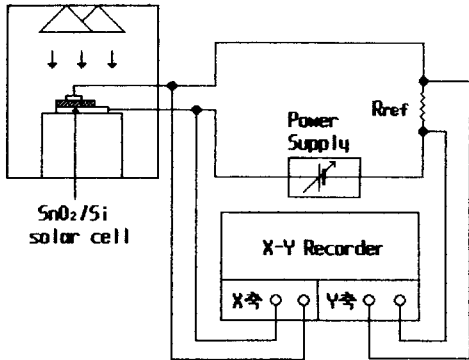 Power
Supply
Rref
SnO₂/Si
solar cell
X-Y Recorder
X축
Y축